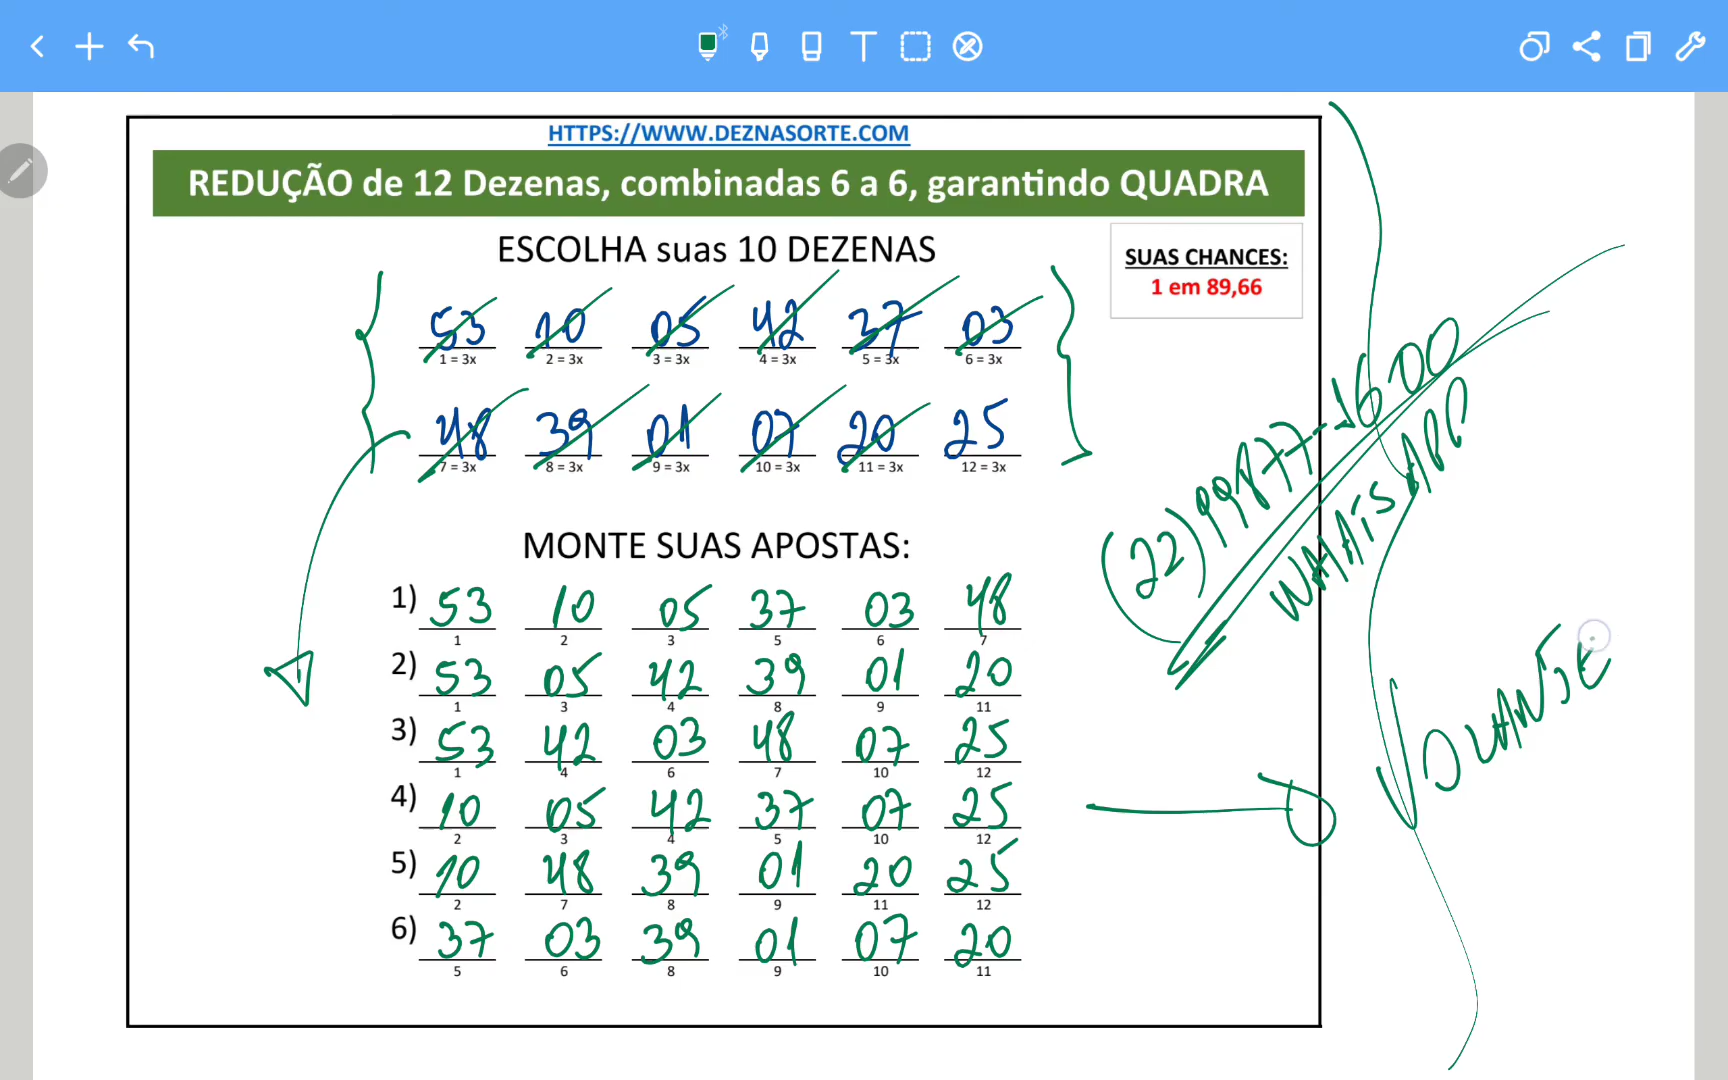 HTTPS://WWW.DEZNASORTE.COM
REDUÇÃO de 12 Dezenas, combinadas 6 a 6, garantindo QUADRA
ESCOLHA suas 10 DEZENAS
SUAS CHANCES:
1 em 89,66
53 10 05 42 37 03
1 = 3x 2 = 3x 3 = 3x 4 = 3x 5 = 3x 6 = 3x
48 39 01 07 20 25
7 = 3x 8 = 3x 9 = 3x 10 = 3x 11 = 3x 12 = 3x
(22) 99877-1600
WHATSAPP
MONTE SUAS APOSTAS:
1) 53 10 05 37 03 48
1 2 3 5 6 7
2) 53 05 42 39 01 20
1 3 4 8 9 11
3) 53 42 03 48 07 25
1 4 6 7 10 12
4) 10 05 42 37 07 25
2 3 4 5 10 12
5) 10 48 39 01 20 25
2 7 8 9 11 12
6) 37 03 39 01 07 20
5 6 8 9 10 11